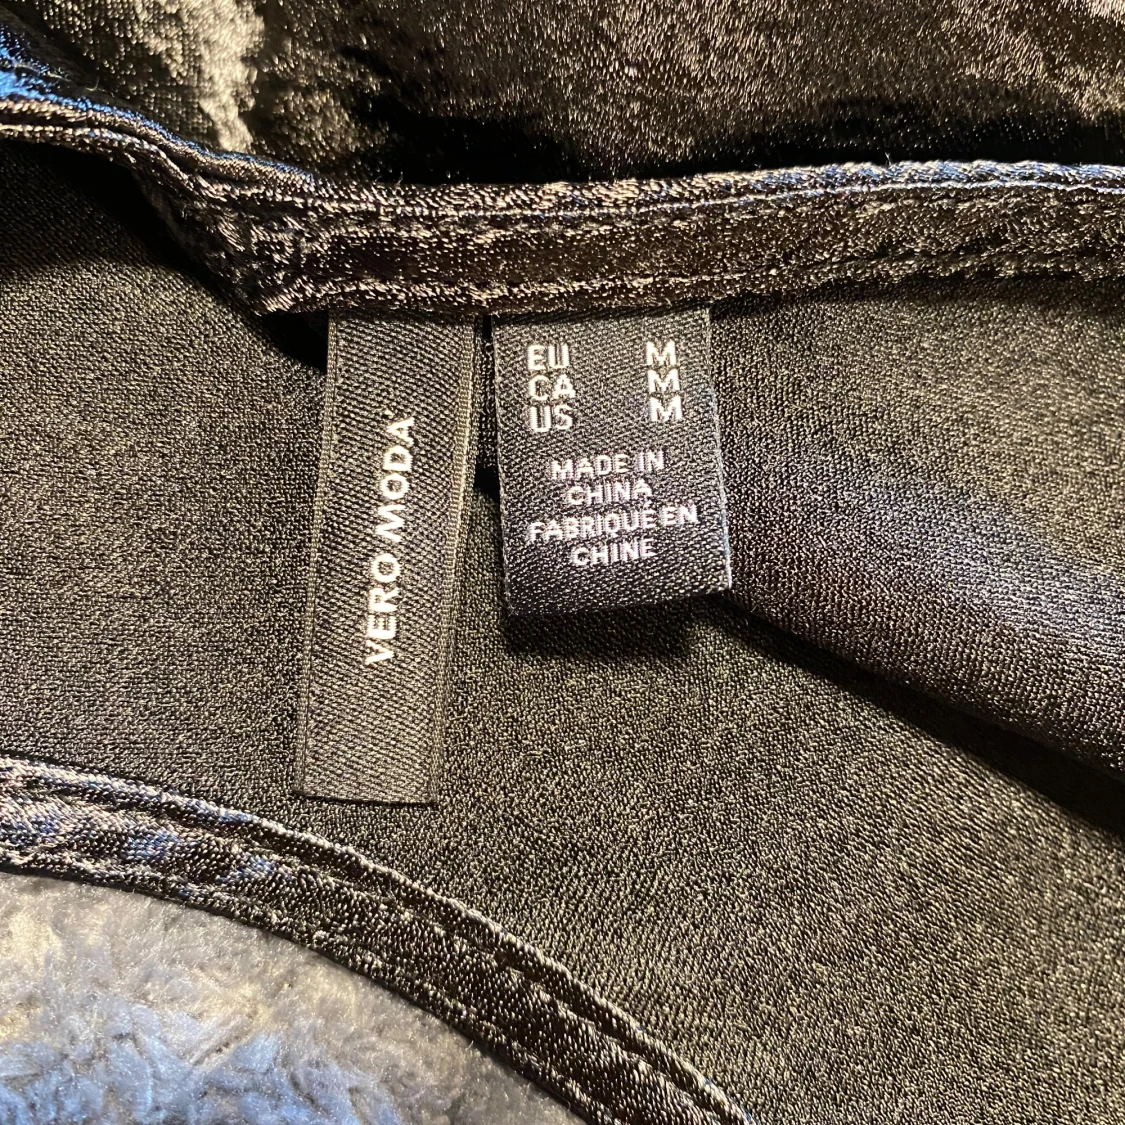 VERO MODA
EU M
CA M
US M
MADE IN
CHINA
FABRIQUÉ EN
CHINE